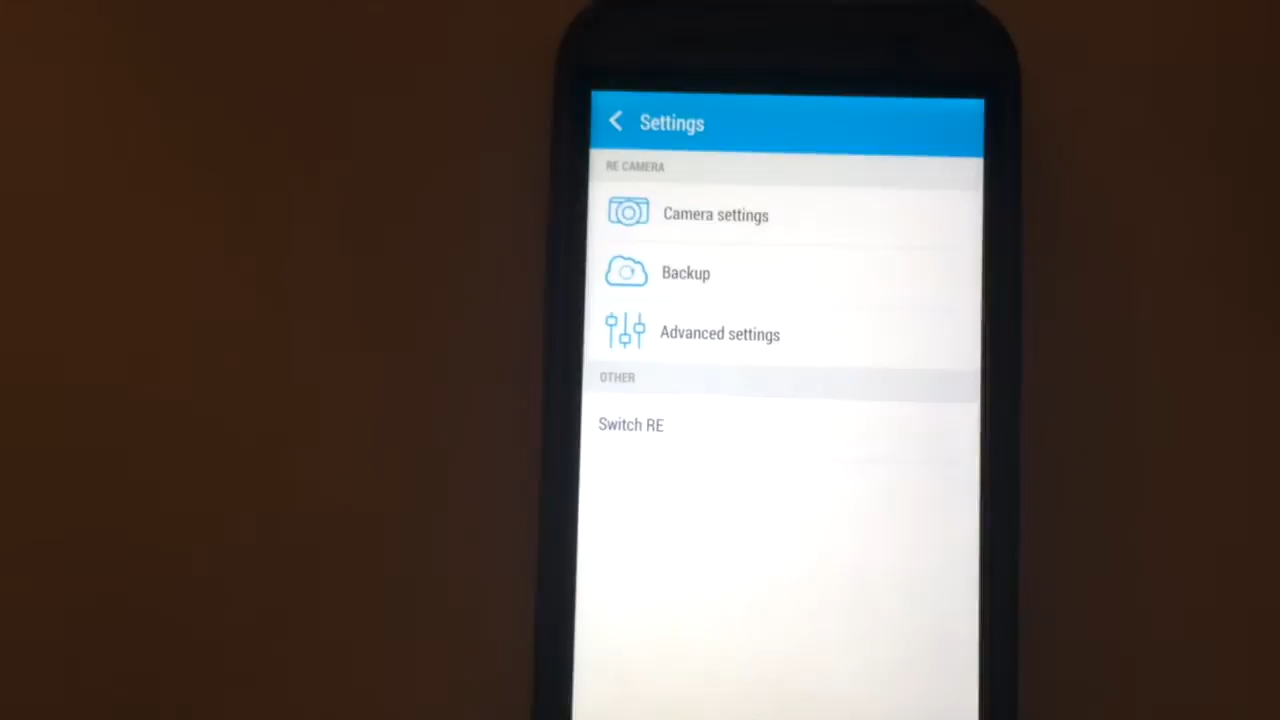 Settings
RE CAMERA
Camera settings
Backup
Advanced settings
OTHER
Switch RE